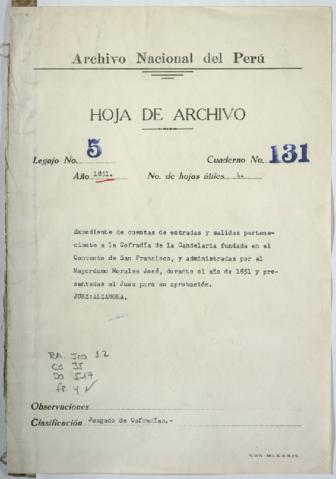 Archivo Nacional del Perú
HOJA DE ARCHIVO
Legajo No. 5 Cuaderno No. 131
Año 1651. No. de hojas útiles 4.
Expediente de cuentas de entradas y salidas pertene-
ciente a la Cofradía de la Candelaria fundada en el
Convento de San Francisco, y administradas por el
Mayordomo Morales José, durante el año de 1651 y pre-
sentadas al Juez para su aprobación.
JUEZ:ALZAMORA.
Observaciones
Clasificación Juzgado de Cofradías.-